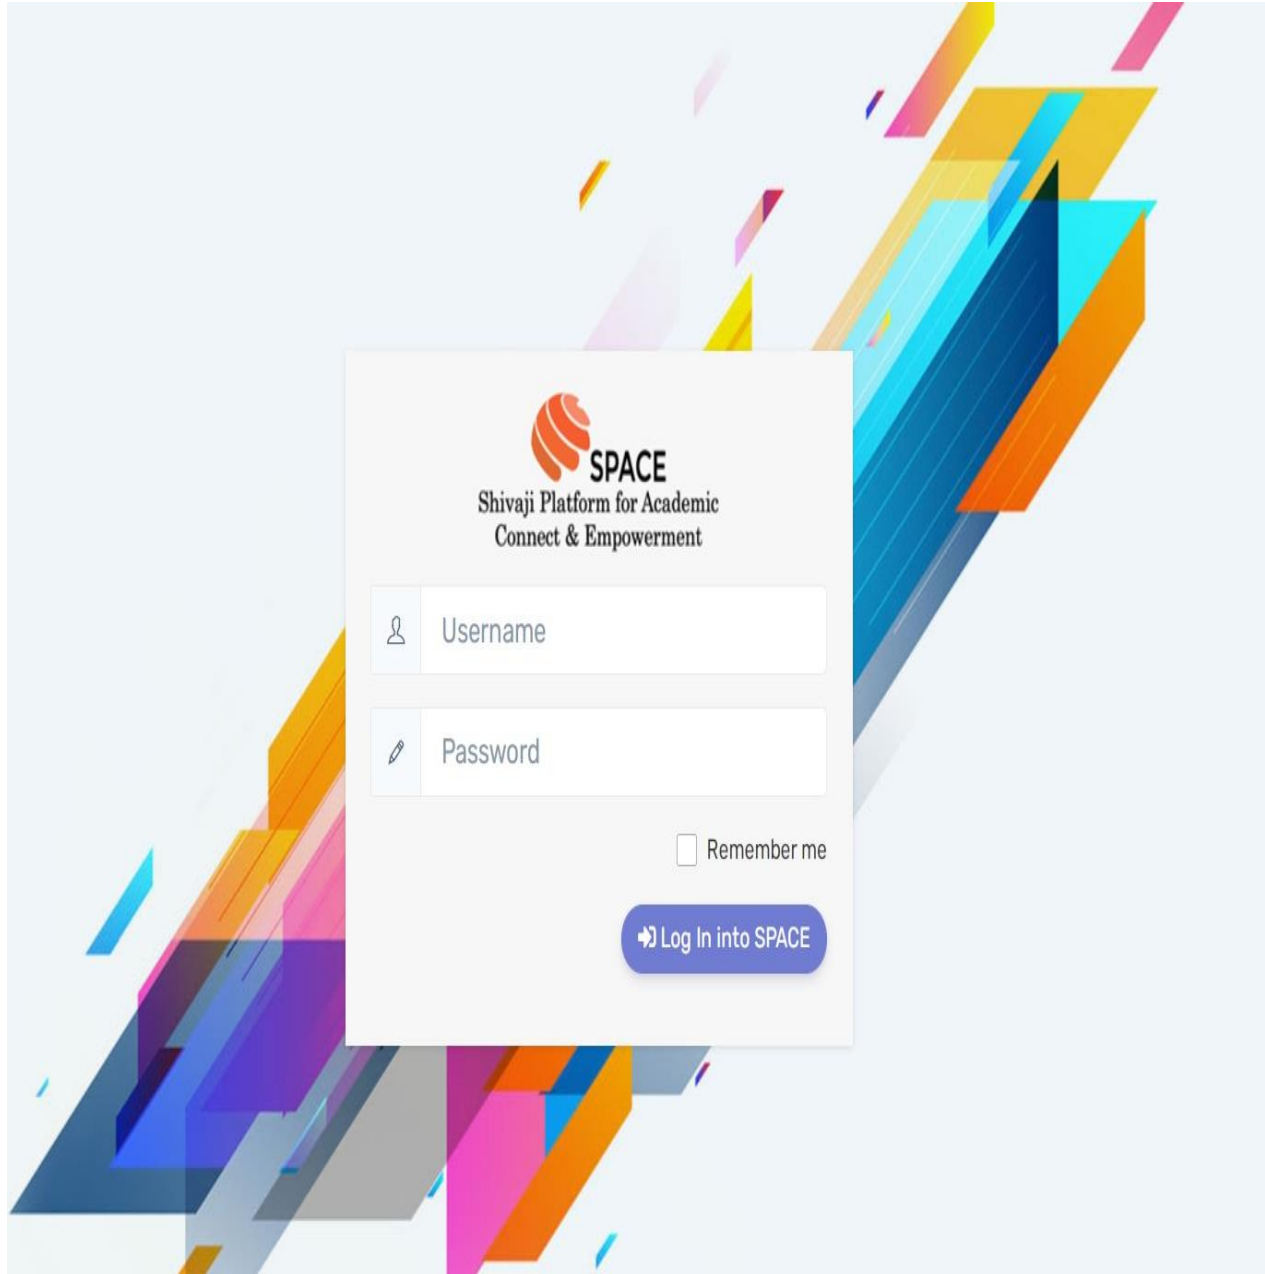 SPACE
Shivaji Platform for Academic
Connect & Empowerment
Username
Password
Remember me
Log In into SPACE